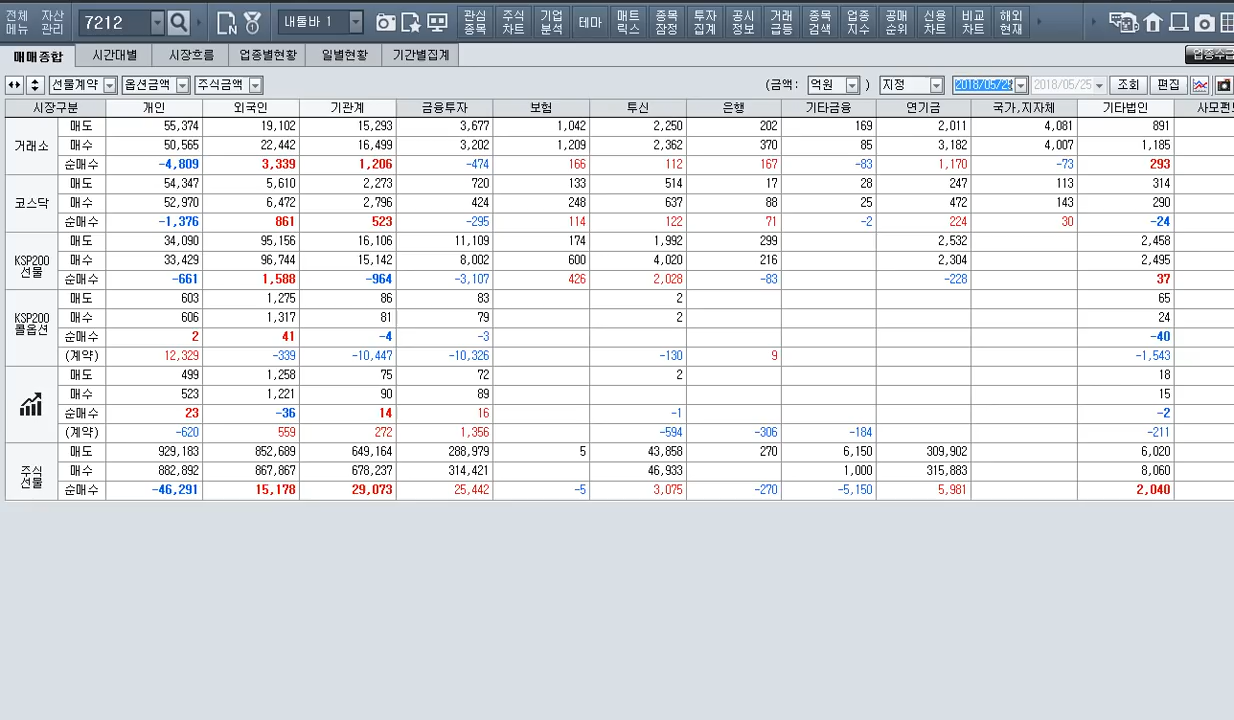 전체 자산 관심 주식 기업 매트 종목 투자 공시 거래 종목 업종 공매 신용 비교 해외
메뉴 관리 7212 내툴바 1 종목 차트 분석 테마 릭스 잠정 집계 정보 급등 검색 지수 순위 차트 차트 현재
매매종합 시간대별 시장흐름 업종별현황 일별현황 기간별집계 업종수급
선물계약 옵션금액 주식금액 (금액: 억원 ) 지정 2018/05/25 조회 편집
시장구분 개인 외국인 기관계 금융투자 보험 투신 은행 기타금융 연기금 국가,지자체 기타법인 사모펀드
거래소
매도 55,374 19,102 15,293 3,677 1,042 2,250 202 169 2,011 4,081 891
매수 50,565 22,442 16,499 3,202 1,209 2,362 370 85 3,182 4,007 1,185
순매수 -4,809 3,339 1,206 -474 166 112 167 -83 1,170 -73 293
코스닥
매도 54,347 5,610 2,273 720 133 514 17 28 247 113 314
매수 52,970 6,472 2,796 424 248 637 88 25 472 143 290
순매수 -1,376 861 523 -295 114 122 71 -2 224 30 -24
KSP200
선물
매도 34,090 95,156 16,106 11,109 174 1,992 299 2,532 2,458
매수 33,429 96,744 15,142 8,002 600 4,020 216 2,304 2,495
순매수 -661 1,588 -964 -3,107 426 2,028 -83 -228 37
KSP200
콜옵션
매도 603 1,275 86 83 2 65
매수 606 1,317 81 79 2 24
순매수 2 41 -4 -3 -40
(계약) 12,329 -339 -10,447 -10,326 -130 9 -1,543
매도 499 1,258 75 72 2 18
매수 523 1,221 90 89 15
순매수 23 -36 14 16 -1 -2
(계약) -620 559 272 1,356 -594 -306 -184 -211
주식
선물
매도 929,183 852,689 649,164 288,979 5 43,858 270 6,150 309,902 6,020
매수 882,892 867,867 678,237 314,421 46,933 1,000 315,883 8,060
순매수 -46,291 15,178 29,073 25,442 -5 3,075 -270 -5,150 5,981 2,040